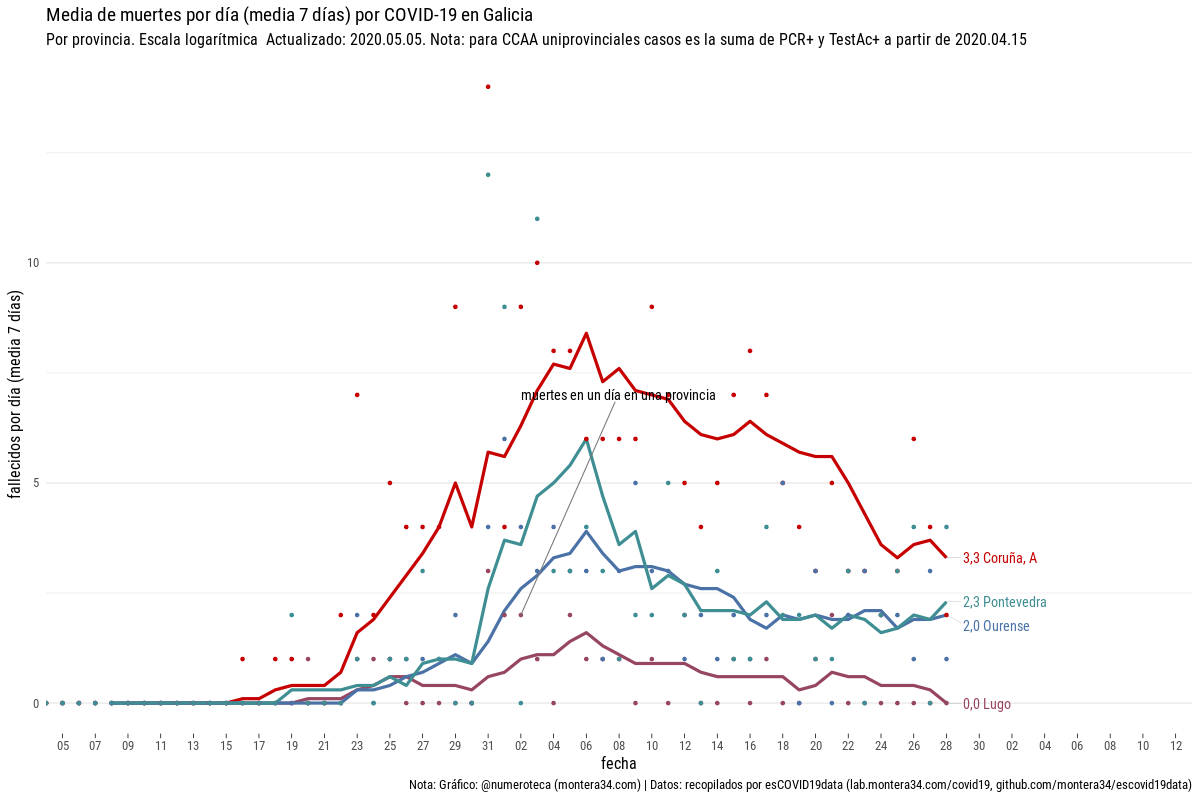 Media de muertes por día (media 7 días) por COVID-19 en Galicia
Por provincia. Escala logarítmica  Actualizado: 2020.05.05. Nota: para CCAA uniprovinciales casos es la suma de PCR+ y TestAc+ a partir de 2020.04.15
fallecidos por día (media 7 días)
10
5
0
muertes en un día en una provincia
3,3 Coruña, A
2,3 Pontevedra
2,0 Ourense
0,0 Lugo
05 07 09 11 13 15 17 19 21 23 25 27 29 31 02 04 06 08 10 12 14 16 18 20 22 24 26 28 30 02 04 06 08 10 12
fecha
Nota: Gráfico: @numeroteca (montera34.com) | Datos: recopilados por esCOVID19data (lab.montera34.com/covid19, github.com/montera34/escovid19data)